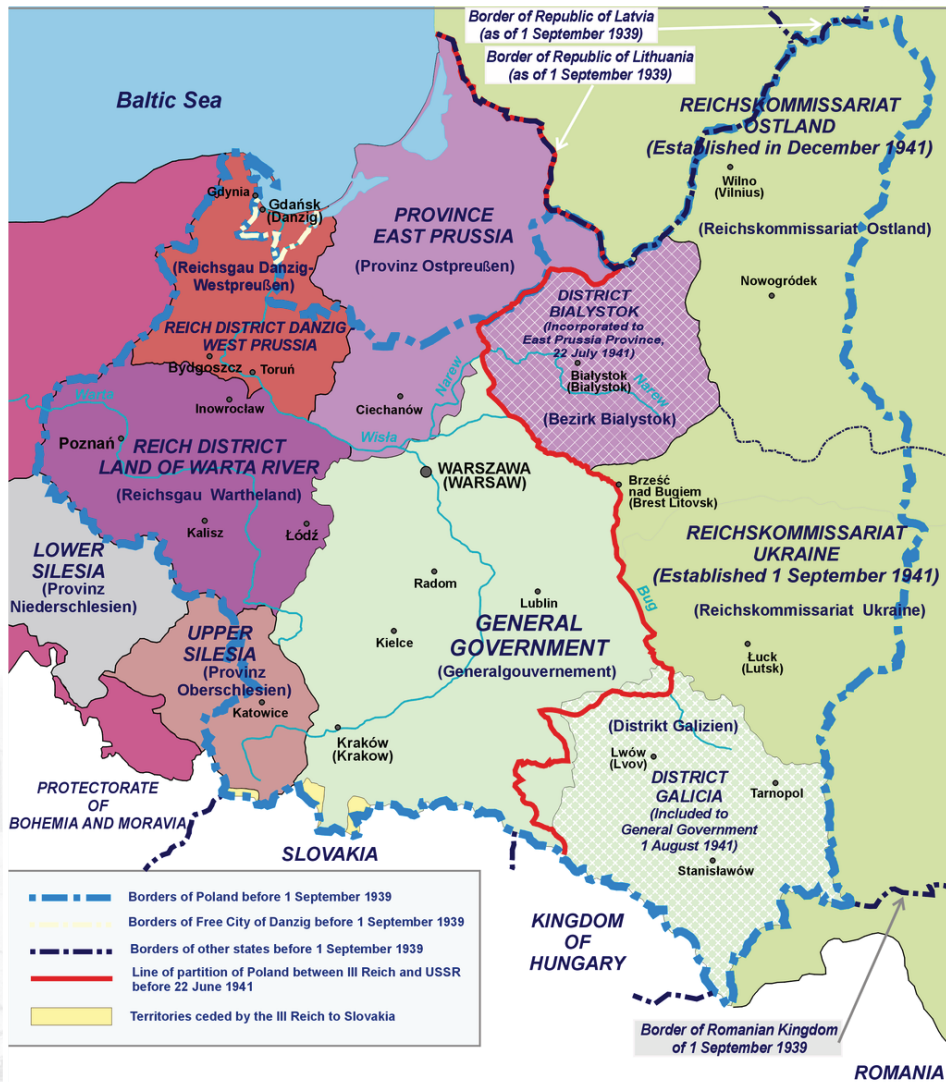 Border of Republic of Latvia
(as of 1 September 1939)
Border of Republic of Lithuania
(as of 1 September 1939)
Baltic Sea
REICHSKOMMISSARIAT
OSTLAND
(Established in December 1941)
Wilno
(Vilnius)
(Reichskommissariat Ostland)
Nowogródek
Gdynia
Gdańsk
(Danzig)
PROVINCE
EAST PRUSSIA
(Provinz Ostpreußen)
(Reichsgau Danzig-
Westpreußen)
REICH DISTRICT DANZIG
WEST PRUSSIA
Bydgoszcz
Toruń
DISTRICT
BIALYSTOK
(Incorporated to
East Prussia Province,
22 July 1941)
Białystok
(Bialystok)
Narew
(Bezirk Bialystok)
Narew
Ciechanów
Wisła
Warta
Inowrocław
Poznań
REICH DISTRICT
LAND OF WARTA RIVER
(Reichsgau Wartheland)
Kalisz
Łódź
WARSZAWA
(WARSAW)
Brześć
nad Bugiem
(Brest Litovsk)
REICHSKOMMISSARIAT
UKRAINE
(Established 1 September 1941)
(Reichskommissariat Ukraine)
Łuck
(Lutsk)
LOWER
SILESIA
(Provinz
Niederschlesien)
UPPER
SILESIA
(Provinz
Oberschlesien)
Katowice
Radom
Lublin
Bug
Kielce
GENERAL
GOVERNMENT
(Generalgouvernement)
Kraków
(Krakow)
(Distrikt Galizien)
Lwów
(Lvov)
DISTRICT
GALICIA
(Included to
General Government
1 August 1941)
Tarnopol
Stanisławów
PROTECTORATE
OF
BOHEMIA AND MORAVIA
SLOVAKIA
KINGDOM
OF
HUNGARY
Borders of Poland before 1 September 1939
Borders of Free City of Danzig before 1 September 1939
Borders of other states before 1 September 1939
Line of partition of Poland between III Reich and USSR
before 22 June 1941
Territories ceded by the III Reich to Slovakia
Border of Romanian Kingdom
of 1 September 1939
ROMANIA